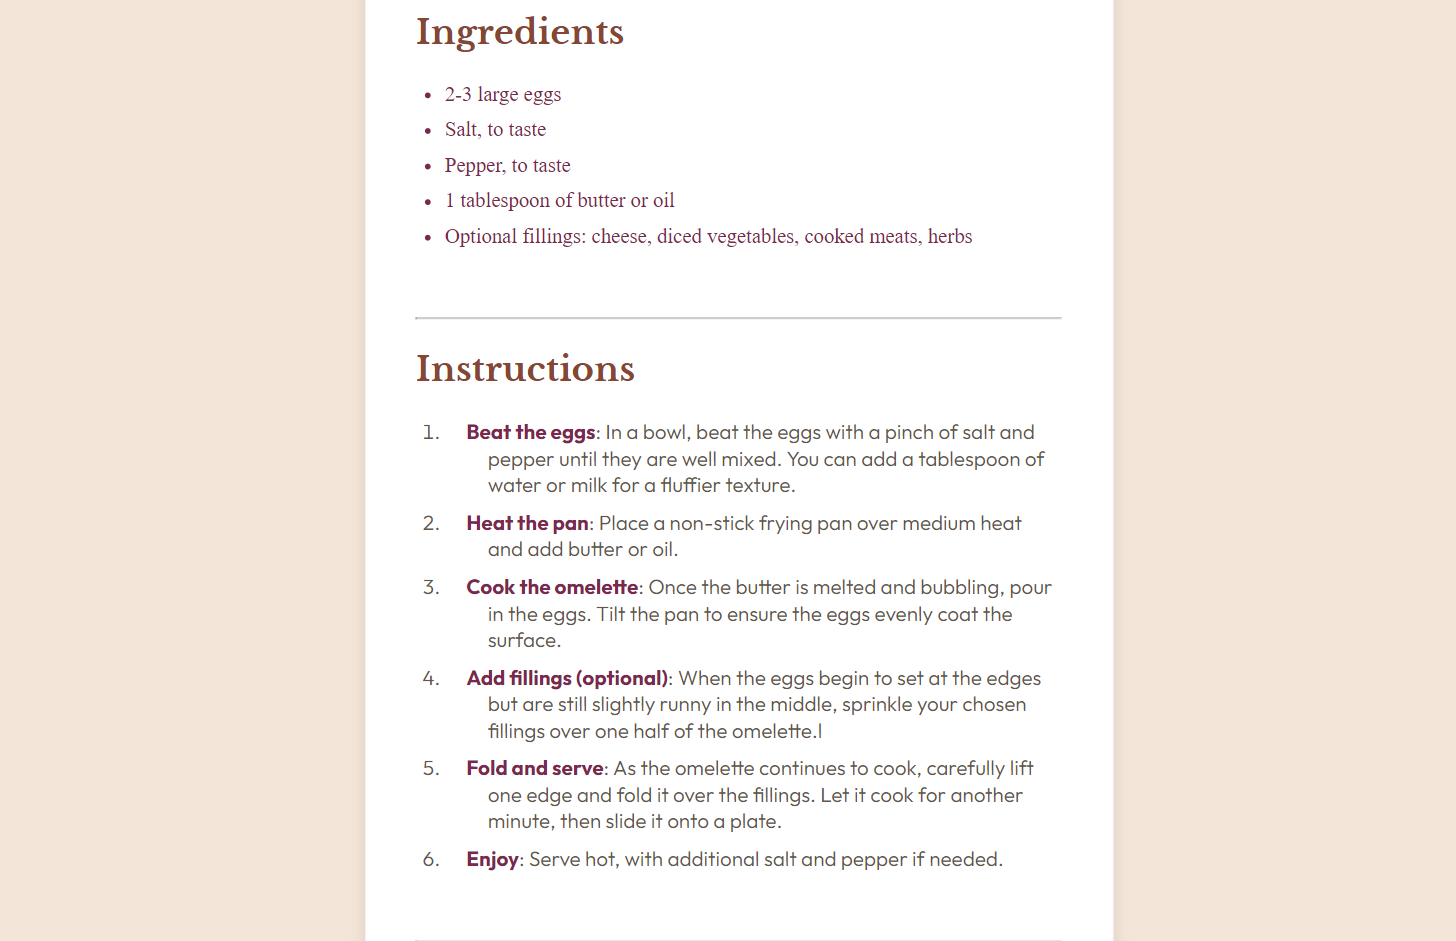 Ingredients
• 2-3 large eggs
• Salt, to taste
• Pepper, to taste
• 1 tablespoon of butter or oil
• Optional fillings: cheese, diced vegetables, cooked meats, herbs
Instructions
1. Beat the eggs: In a bowl, beat the eggs with a pinch of salt and
pepper until they are well mixed. You can add a tablespoon of
water or milk for a fluffier texture.
2. Heat the pan: Place a non-stick frying pan over medium heat
and add butter or oil.
3. Cook the omelette: Once the butter is melted and bubbling, pour
in the eggs. Tilt the pan to ensure the eggs evenly coat the
surface.
4. Add fillings (optional): When the eggs begin to set at the edges
but are still slightly runny in the middle, sprinkle your chosen
fillings over one half of the omelette.l
5. Fold and serve: As the omelette continues to cook, carefully lift
one edge and fold it over the fillings. Let it cook for another
minute, then slide it onto a plate.
6. Enjoy: Serve hot, with additional salt and pepper if needed.